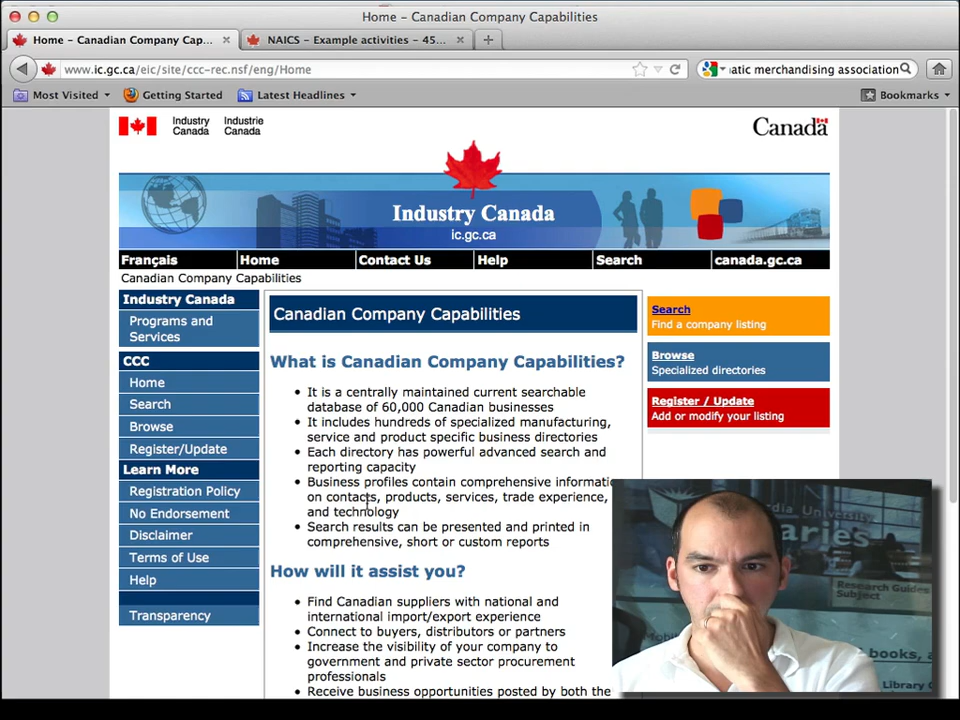 Home – Canadian Company Capabilities
Home – Canadian Company Cap...
NAICS – Example activities – 45...
www.ic.gc.ca/eic/site/ccc-rec.nsf/eng/Home
atic merchandising association
Most Visited
Getting Started
Latest Headlines
Bookmarks
Industry Canada
Industrie Canada
Canada
Industry Canada
ic.gc.ca
Français
Home
Contact Us
Help
Search
canada.gc.ca
Canadian Company Capabilities
Industry Canada
Programs and
Services
CCC
Home
Search
Browse
Register/Update
Learn More
Registration Policy
No Endorsement
Disclaimer
Terms of Use
Help
Transparency
Canadian Company Capabilities
What is Canadian Company Capabilities?
• It is a centrally maintained current searchable
database of 60,000 Canadian businesses
• It includes hundreds of specialized manufacturing,
service and product specific business directories
• Each directory has powerful advanced search and
reporting capacity
• Business profiles contain comprehensive informatio
on contacts, products, services, trade experience,
and technology
• Search results can be presented and printed in
comprehensive, short or custom reports
How will it assist you?
• Find Canadian suppliers with national and
international import/export experience
• Connect to buyers, distributors or partners
• Increase the visibility of your company to
government and private sector procurement
professionals
• Receive business opportunities posted by both the
Search
Find a company listing
Browse
Specialized directories
Register / Update
Add or modify your listing
rdia University
aries
Research Guides
Subject
books, a
Library